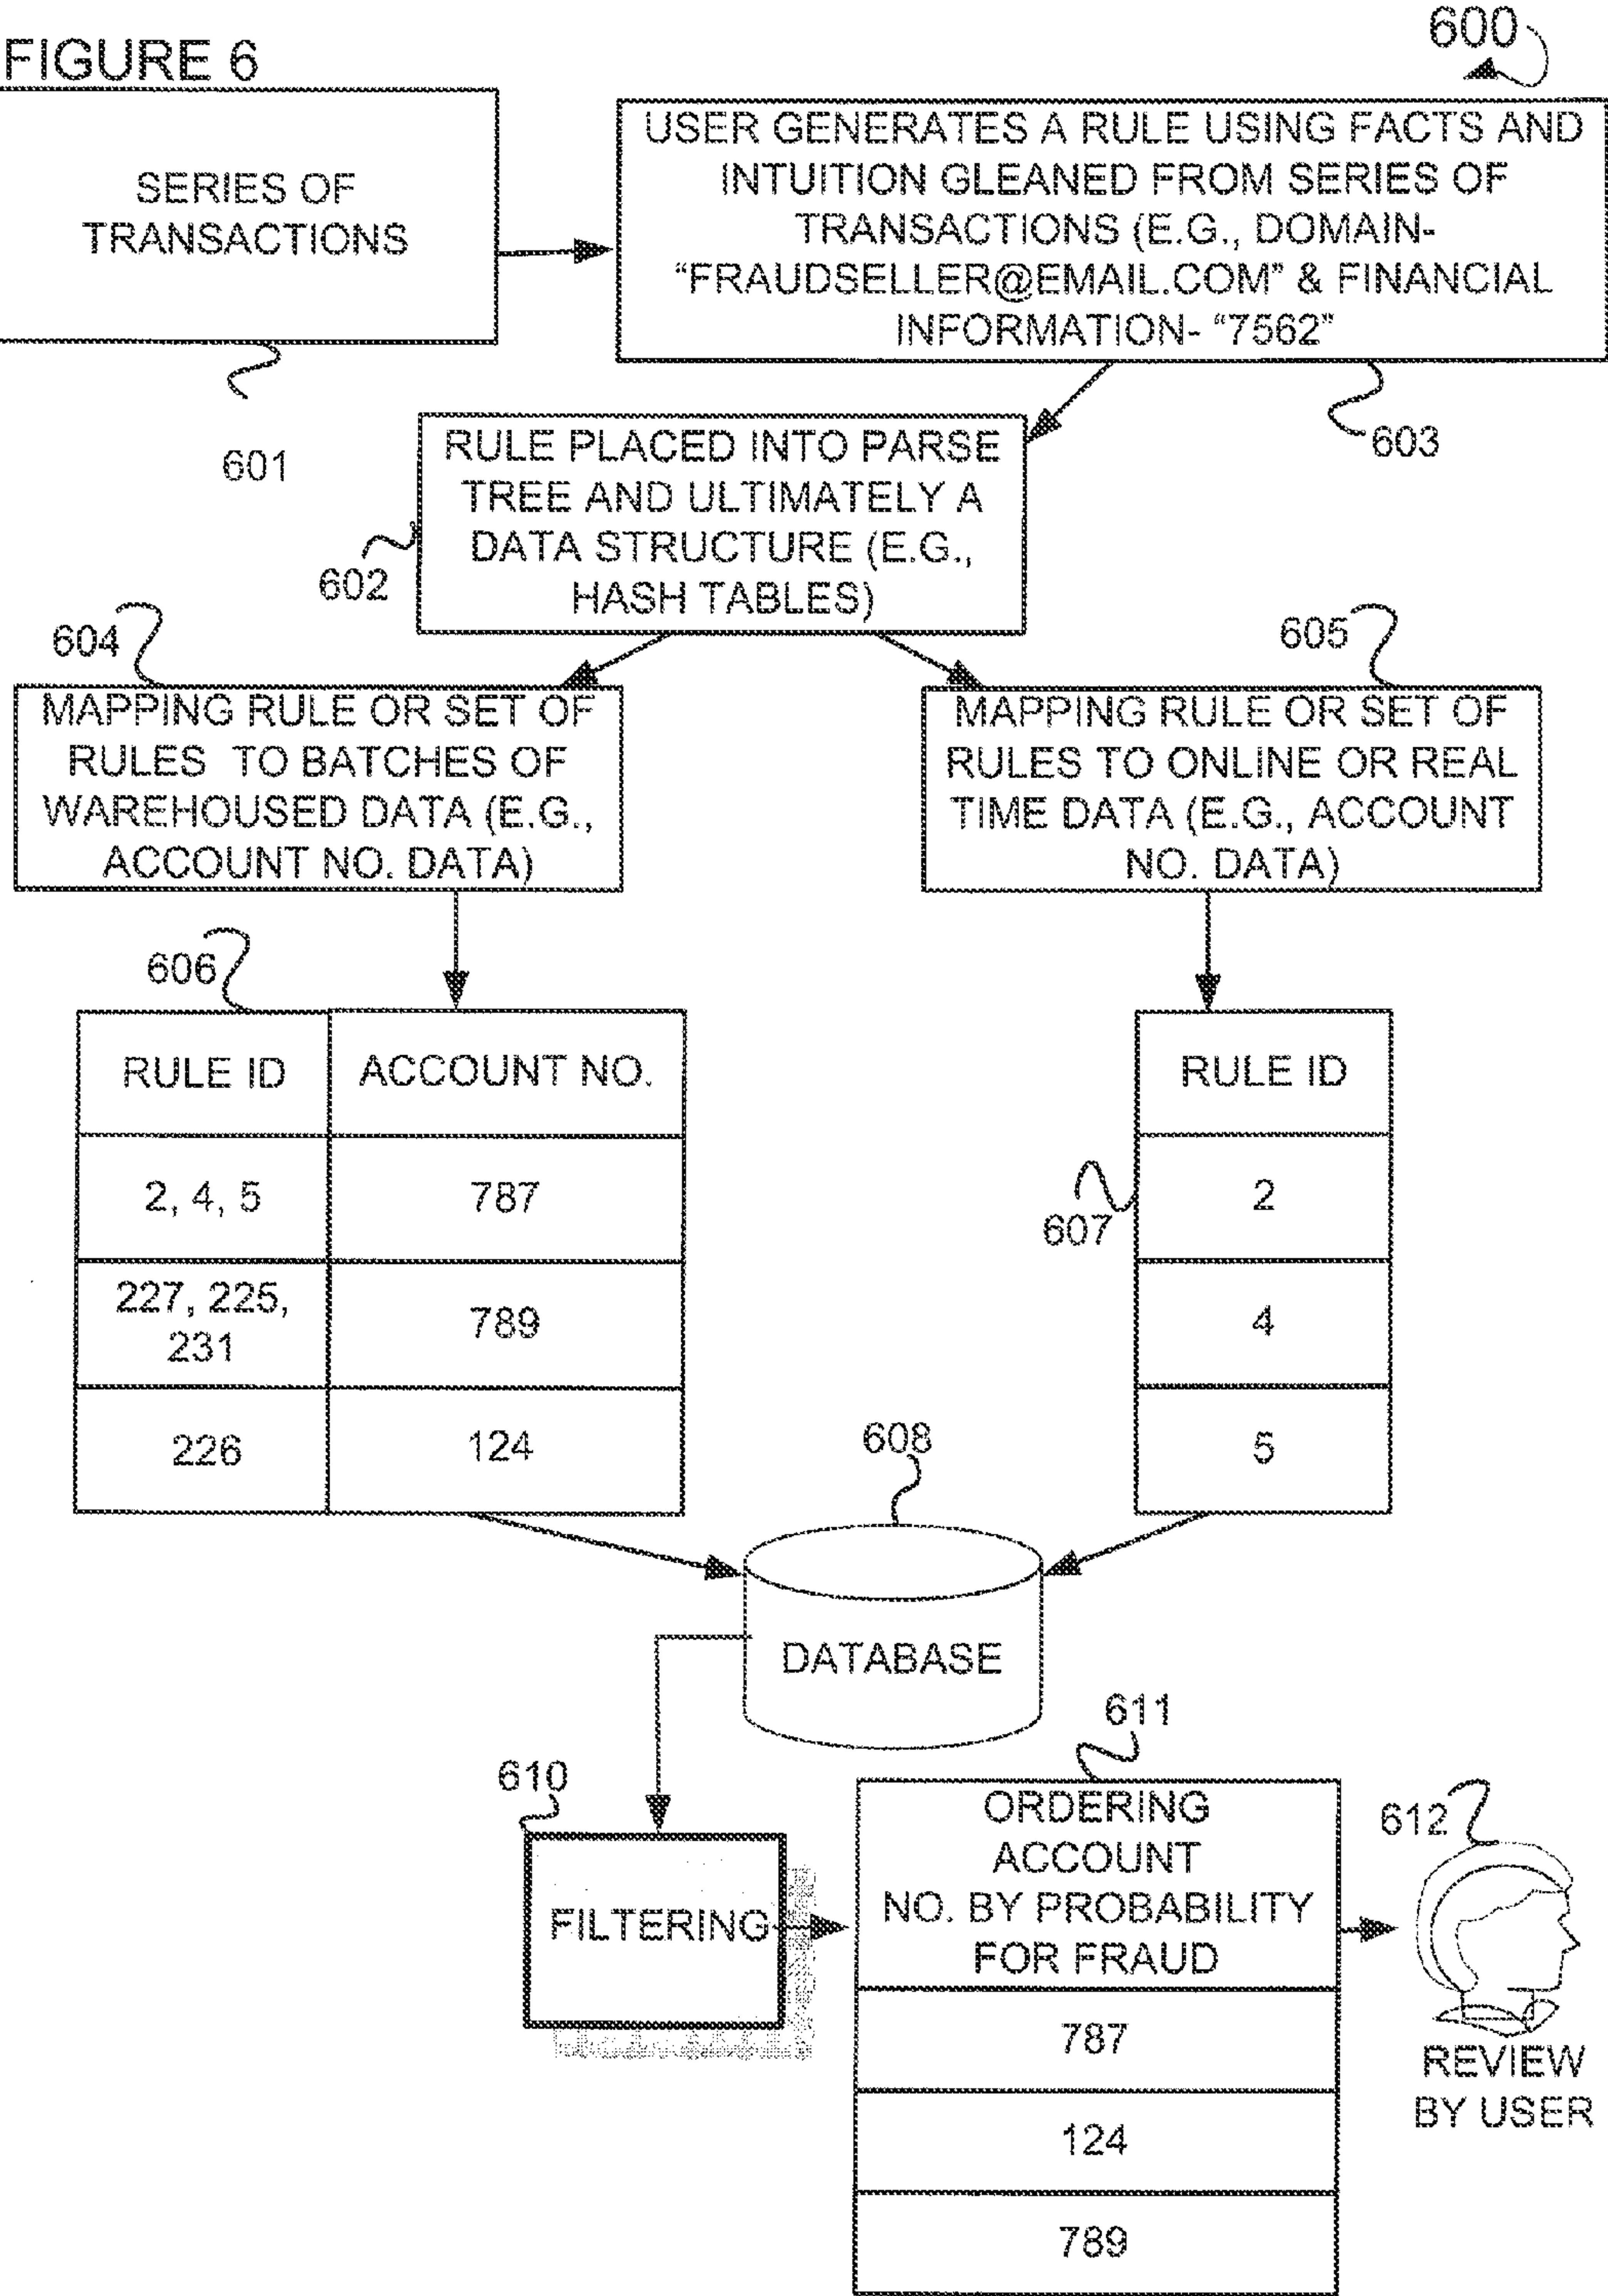 FIGURE 6
600
SERIES OF
TRANSACTIONS
601
USER GENERATES A RULE USING FACTS AND
INTUITION GLEANED FROM SERIES OF
TRANSACTIONS (E.G., DOMAIN-
“FRAUDSELLER@EMAIL.COM” & FINANCIAL
INFORMATION- “7562”
603
RULE PLACED INTO PARSE
TREE AND ULTIMATELY A
DATA STRUCTURE (E.G.,
HASH TABLES)
602
604
MAPPING RULE OR SET OF
RULES TO BATCHES OF
WAREHOUSED DATA (E.G.,
ACCOUNT NO. DATA)
605
MAPPING RULE OR SET OF
RULES TO ONLINE OR REAL
TIME DATA (E.G., ACCOUNT
NO. DATA)
606
RULE ID ACCOUNT NO.
2, 4, 5 787
227, 225,
231 789
226 124
607
RULE ID
2
4
5
608
DATABASE
610
FILTERING
611
ORDERING
ACCOUNT
NO. BY PROBABILITY
FOR FRAUD
787
124
789
612
REVIEW
BY USER